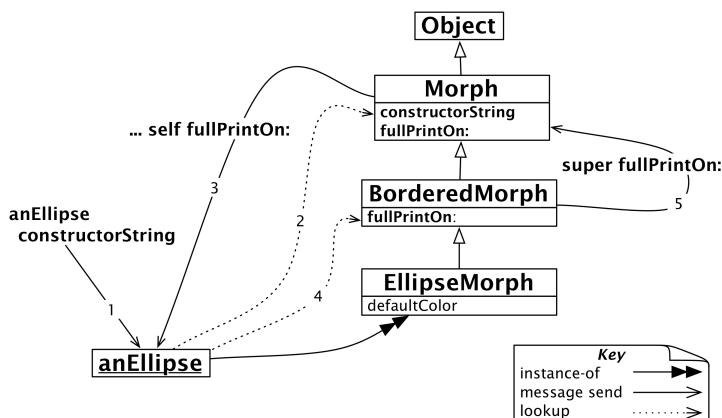 Object
Morph
constructorString
fullPrintOn:
... self fullPrintOn:
super fullPrintOn:
3
BorderedMorph
fullPrintOn:
5
2
anEllipse
constructorString
4
EllipseMorph
defaultColor
1
anEllipse
Key
instance-of
message send
lookup